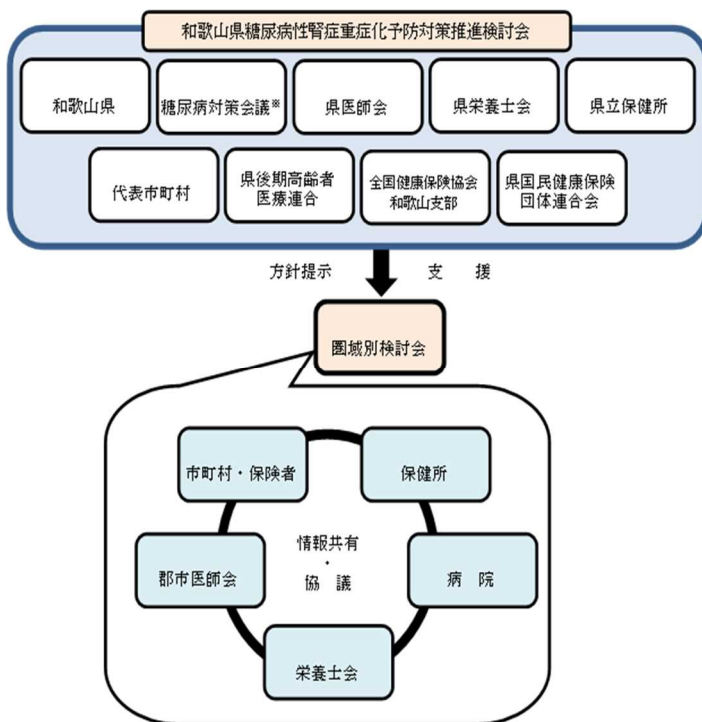 和歌山県糖尿病性腎症重症化予防対策推進検討会
和歌山県
糖尿病対策会議※
県医師会
県栄養士会
県立保健所
代表市町村
県後期高齢者
医療連合
全国健康保険協会
和歌山支部
県国民健康保険
団体連合会
方針提示
支　援
圏域別検討会
市町村・保険者
保健所
郡市医師会
情報共有
・
協　議
病　院
栄養士会